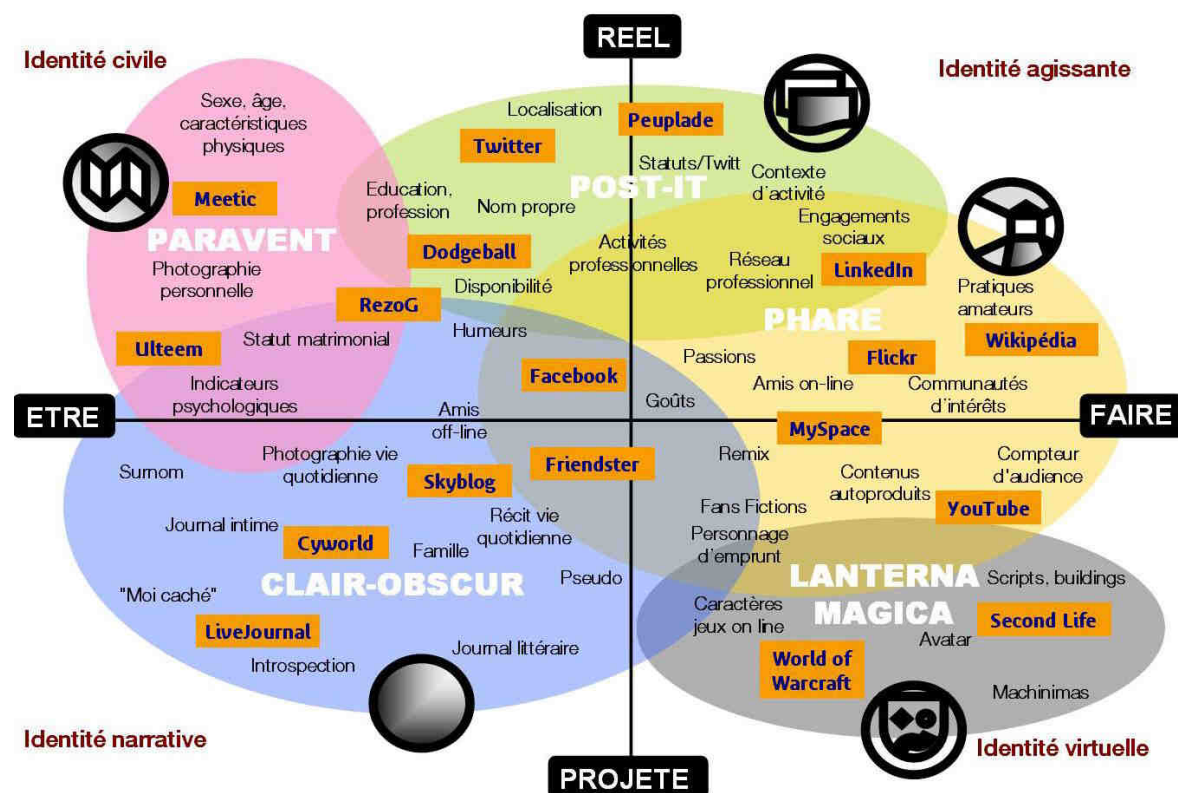 REEL
Identité civile
Identité agissante
Sexe, âge,
caractéristiques
physiques
Localisation
Peuplade
Twitter
Statuts/Twitt
POST-IT
Contexte
d'activité
Meetic
Education,
profession
Nom propre
Engagements
sociaux
PARAVENT
Dodgeball
Activités
professionnelles
Réseau
professionnel
LinkedIn
Photographie
personnelle
Disponibilité
Pratiques
amateurs
RezoG
PHARE
Ulteem
Statut matrimonial
Humeurs
Wikipédia
Passions
Flickr
Facebook
Indicateurs
psychologiques
Amis on-line
Communautés
d'intérêts
Goûts
ETRE
FAIRE
Amis
off-line
MySpace
Surnom
Photographie vie
quotidienne
Friendster
Remix
Compteur
d'audience
Skyblog
Contenus
autoproduits
YouTube
Journal intime
Récit vie
quotidienne
Fans Fictions
Cyworld
Famille
Personnage
d'emprunt
CLAIR-OBSCUR
Pseudo
LANTERNA
MAGICA
Scripts, buildings
"Moi caché"
LiveJournal
Caractères
jeux on line
Second Life
Avatar
Introspection
Journal littéraire
World of
Warcraft
Machinimas
Identité narrative
Identité virtuelle
PROJETE